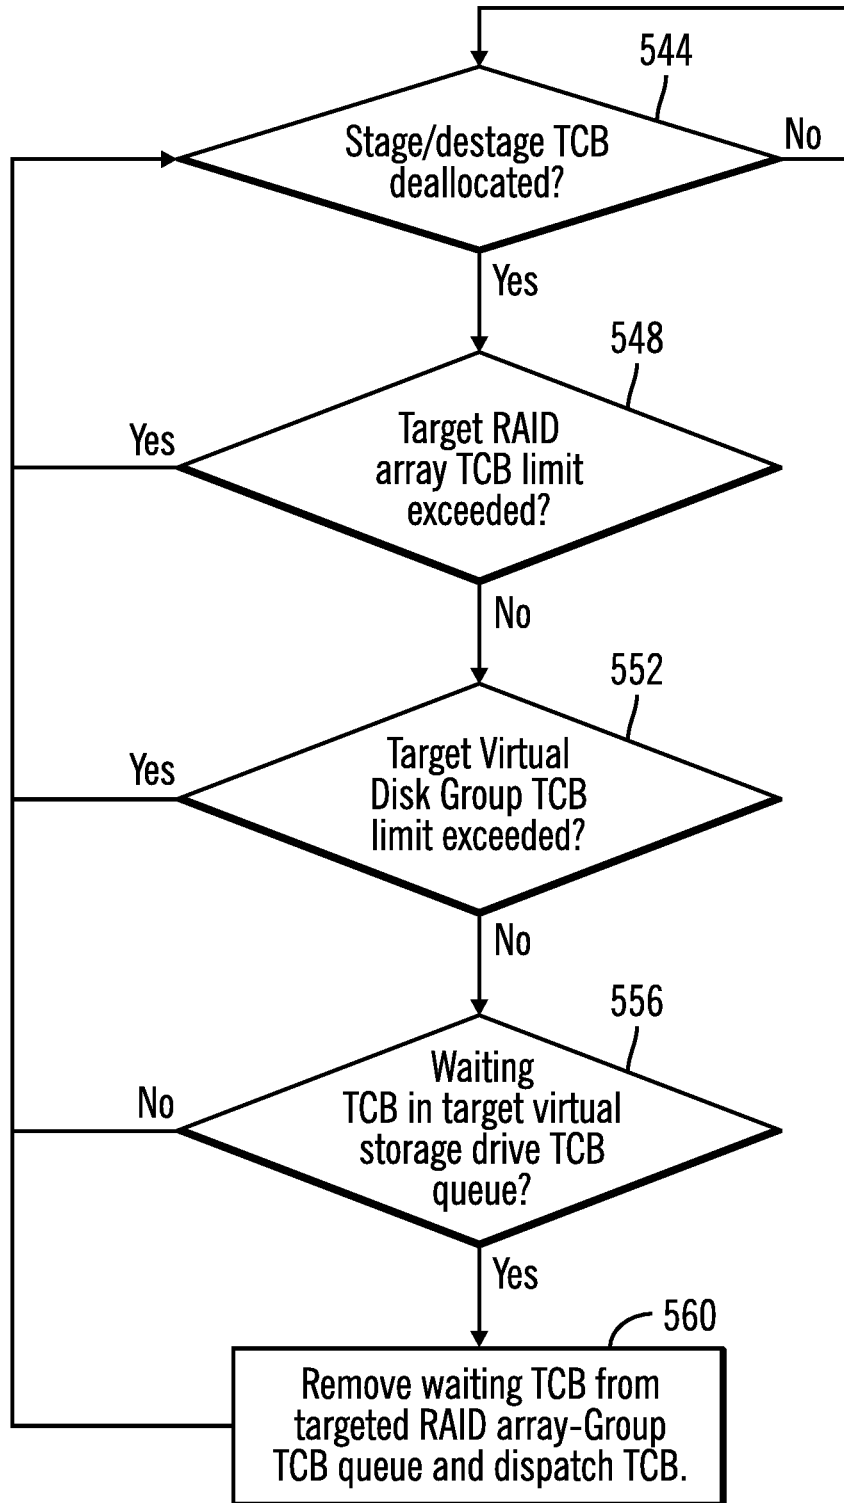 544
Stage/destage TCB
deallocated?
No
Yes
548
Target RAID
array TCB limit
exceeded?
Yes
No
552
Target Virtual
Disk Group TCB
limit exceeded?
Yes
No
556
Waiting
TCB in target virtual
storage drive TCB
queue?
No
Yes
560
Remove waiting TCB from
targeted RAID array-Group
TCB queue and dispatch TCB.